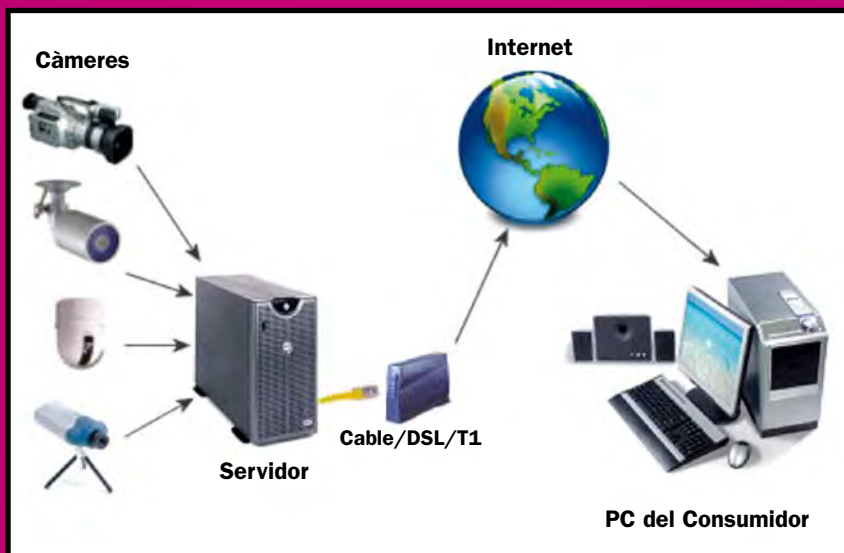 Càmeres
Internet
Cable/DSL/T1
Servidor
PC del Consumidor